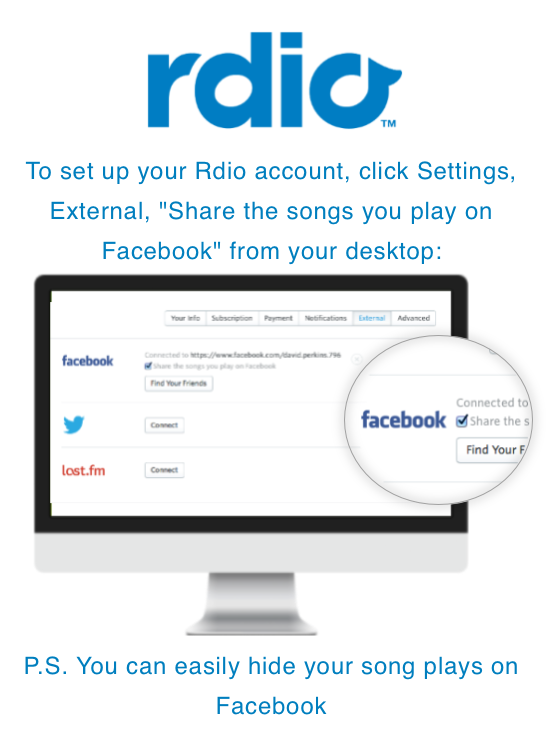 rdio™
To set up your Rdio account, click Settings,
External, "Share the songs you play on
Facebook" from your desktop:
Your Info Subscription Payment Notifications External Advanced
facebook
Connected to https://www.facebook.com/david.perkins.796
Share the songs you play on Facebook
Find Your Friends
Connect
lost.fm
Connect
Connected to
facebook Share the s
Find Your F
P.S. You can easily hide your song plays on
Facebook